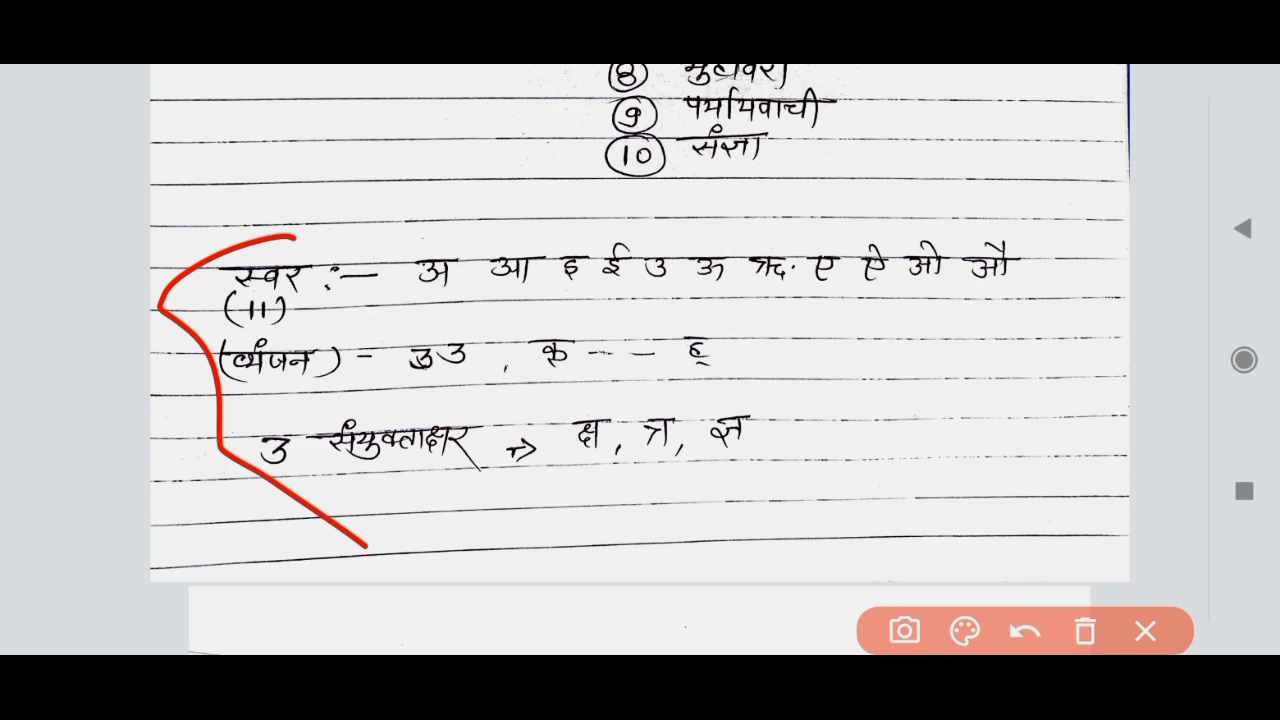 (8) मुहावरा
(9) पर्यायवाची
(10) संज्ञा
स्वर :— अ आ इ ई उ ऊ ऋ. ए ऐ ओ औ
(11)
(व्यंजन) - 33 , क -- - ह्
3 संयुक्ताक्षर → क्ष, त्र, ज्ञ